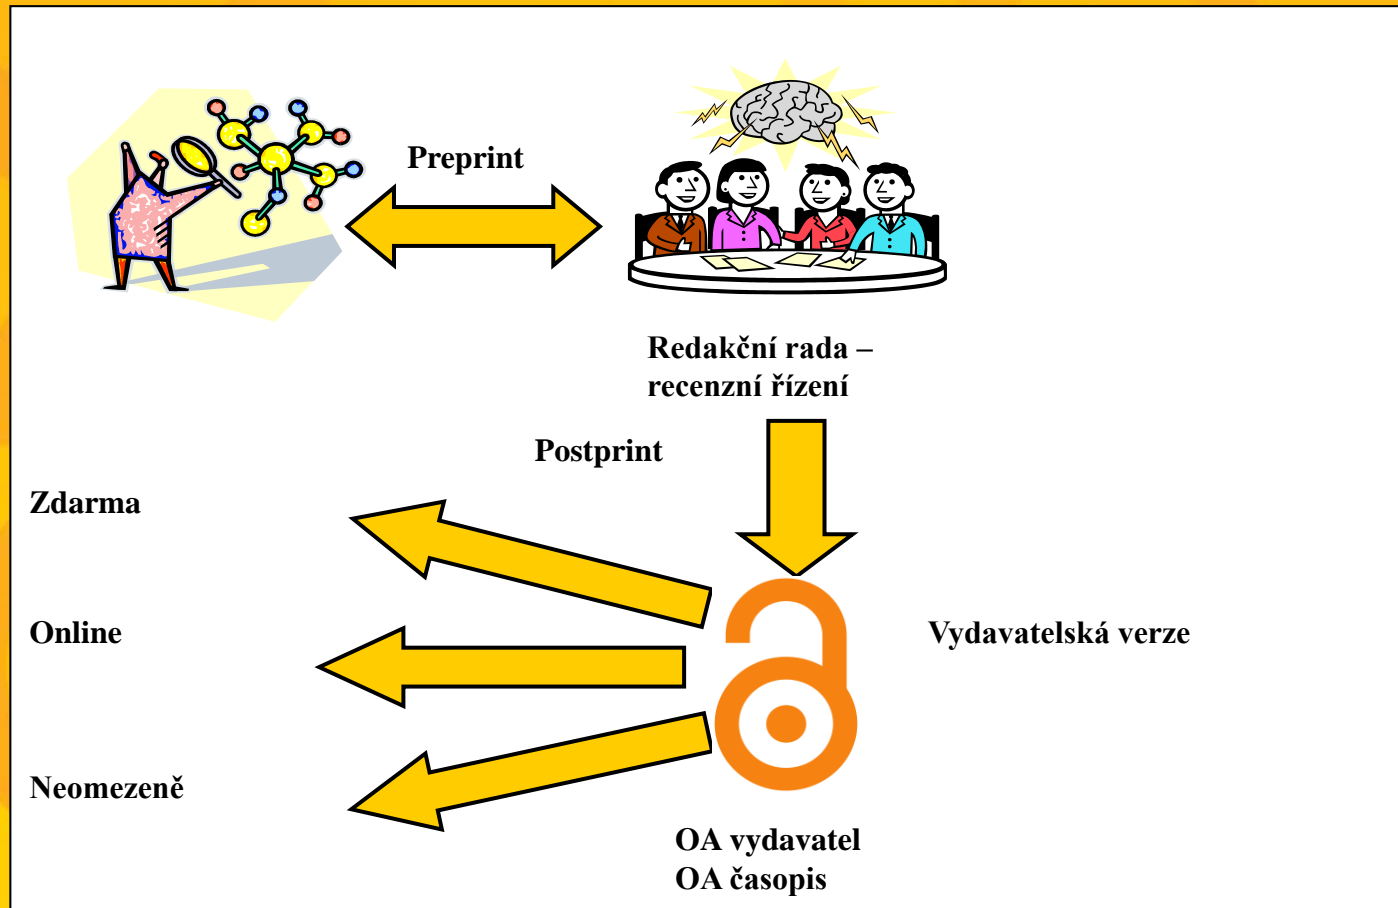 Preprint
Redakční rada –
recenzní řízení
Postprint
Zdarma
Online
Vydavatelská verze
Neomezeně
OA vydavatel
OA časopis